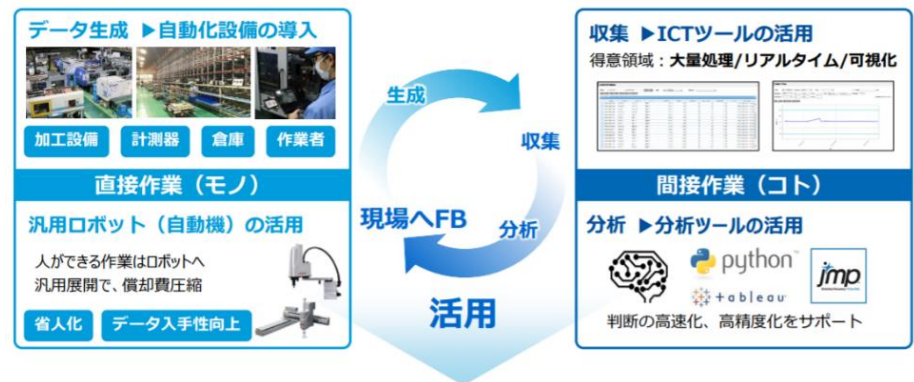 データ生成 ▶自動化設備の導入
加工設備
計測器
倉庫
作業者
直接作業（モノ）
汎用ロボット（自動機）の活用
人ができる作業はロボットへ
汎用展開で、償却費圧縮
省人化
データ入手性向上
生成
収集
分析
現場へFB
活用
収集 ▶ICTツールの活用
得意領域：大量処理/リアルタイム/可視化
間接作業（コト）
分析 ▶分析ツールの活用
python
+ a b l e a u
jmp
判断の高速化、高精度化をサポート